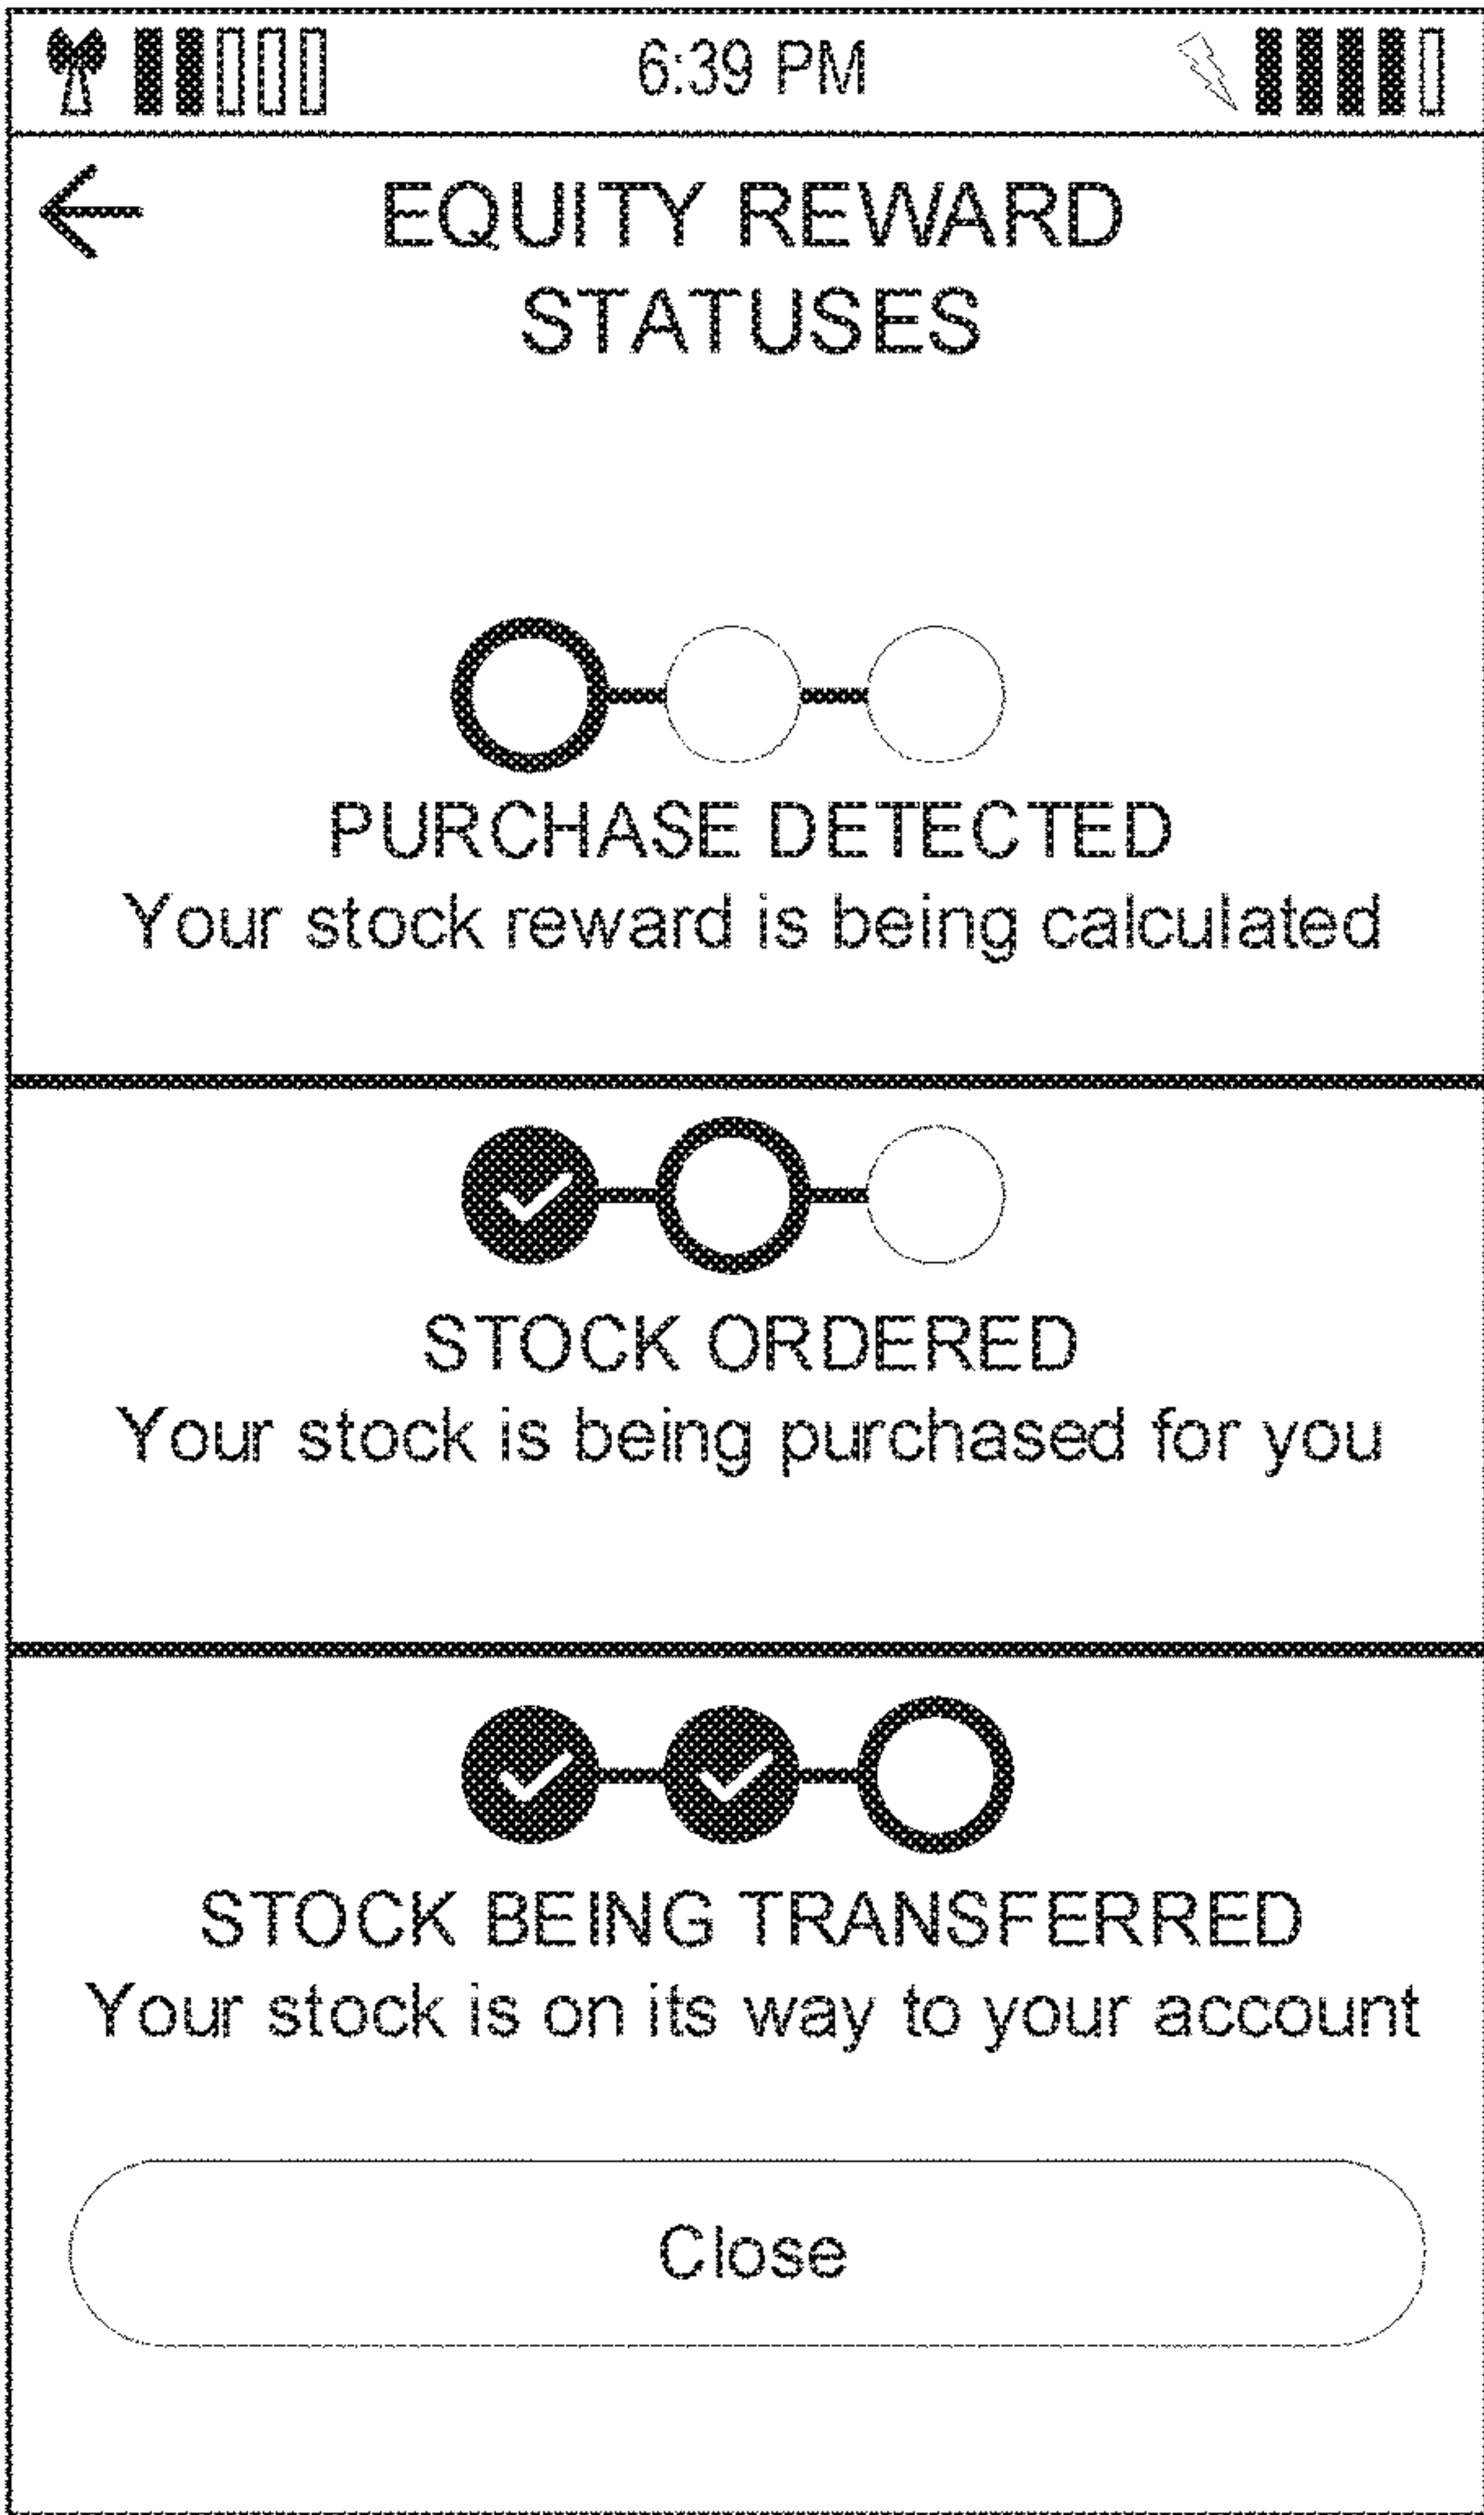 6:39 PM
EQUITY REWARD
STATUSES
PURCHASE DETECTED
Your stock reward is being calculated
STOCK ORDERED
Your stock is being purchased for you
STOCK BEING TRANSFERRED
Your stock is on its way to your account
Close